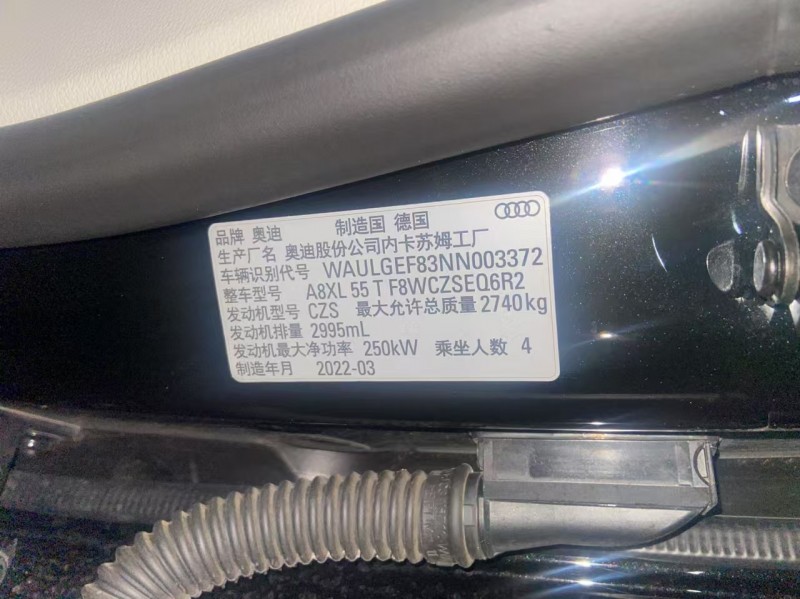 品牌 奥迪 制造国 德国
生产厂名 奥迪股份公司内卡苏姆工厂
车辆识别代号 WAULGEF83NN003372
整车型号 A8XL 55 T F8WCZSEQ6R2
发动机型号 CZS 最大允许总质量 2740kg
发动机排量 2995mL
发动机最大净功率 250kW 乘坐人数 4
制造年月 2022-03